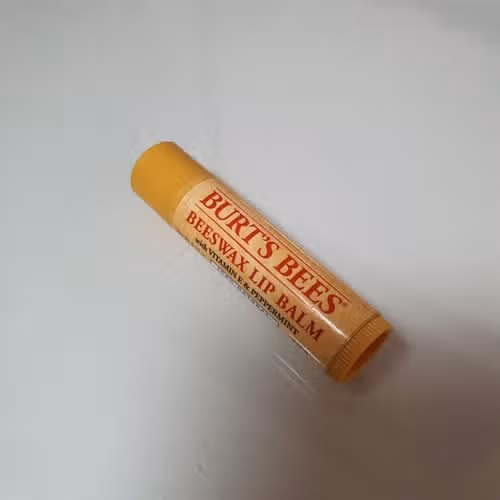 BURT'S BEES®
BEESWAX LIP BALM
with VITAMIN E & PEPPERMINT